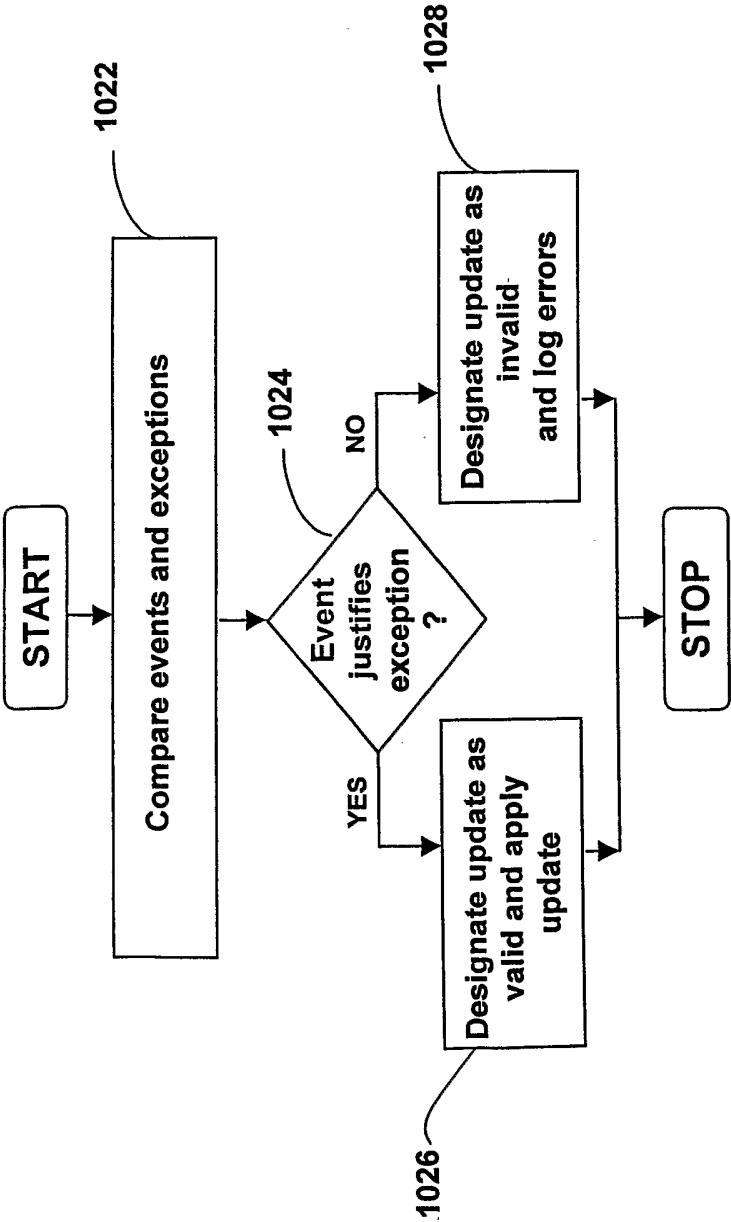 START
1022
Compare events and exceptions
1024
Event
justifies
exception
?
YES
NO
1026
Designate update as
valid and apply
update
1028
Designate update as
invalid
and log errors
STOP